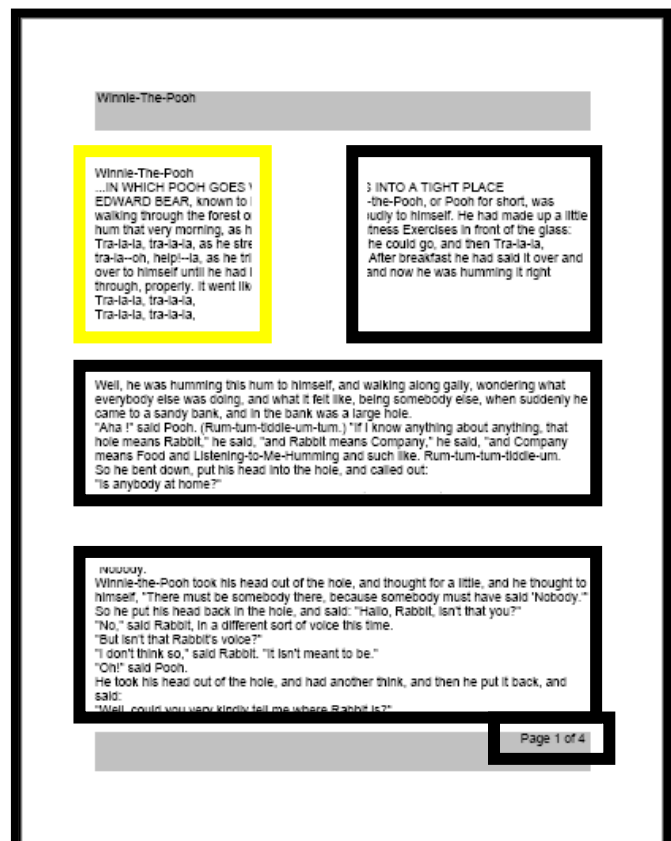 Winnie-The-Pooh
Winnie-The-Pooh
...IN WHICH POOH GOES
EDWARD BEAR, known to
walking through the forest o
hum that very morning, as h
Tra-la-la, tra-la-la, as he stre
tra-la--oh, help!--la, as he tri
over to himself until he had l
through, properly. It went lik
Tra-la-la, tra-la-la,
Tra-la-la, tra-la-la,
S INTO A TIGHT PLACE
-the-Pooh, or Pooh for short, was
oudly to himself. He had made up a little
tness Exercises in front of the glass:
he could go, and then Tra-la-la,
After breakfast he had said it over and
and now he was humming it right
Well, he was humming this hum to himself, and walking along gaily, wondering what
everybody else was doing, and what it felt like, being somebody else, when suddenly he
came to a sandy bank, and in the bank was a large hole.
"Aha !" said Pooh. (Rum-tum-tiddle-um-tum.) "If I know anything about anything, that
hole means Rabbit," he said, "and Rabbit means Company," he said, "and Company
means Food and Listening-to-Me-Humming and such like. Rum-tum-tum-tiddle-um.
So he bent down, put his head into the hole, and called out:
"Is anybody at home?"
"Nobody.
Winnie-the-Pooh took his head out of the hole, and thought for a little, and he thought to
himself, "There must be somebody there, because somebody must have said 'Nobody.'"
So he put his head back in the hole, and said: "Hallo, Rabbit, isn't that you?"
"No," said Rabbit, in a different sort of voice this time.
"But isn't that Rabbit's voice?"
"I don't think so," said Rabbit. "It isn't meant to be."
"Oh!" said Pooh.
He took his head out of the hole, and had another think, and then he put it back, and
said:
"Well, could you very kindly tell me where Rabbit is?"
Page 1 of 4